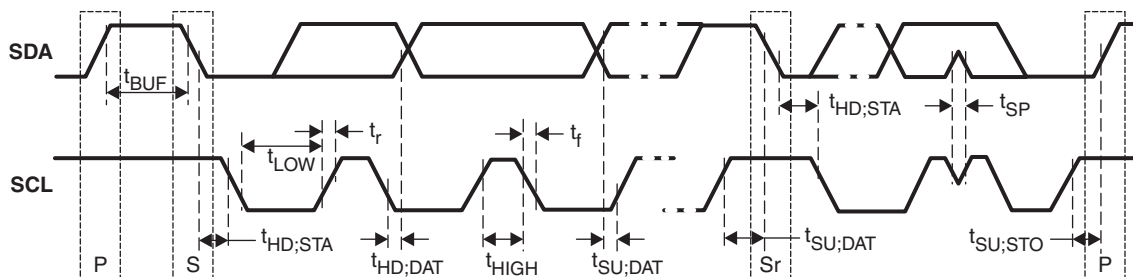 SDA
t_BUF
t_HD;STA
t_SP
t_r
t_f
t_LOW
SCL
t_HD;STA
t_HD;DAT
t_HIGH
t_SU;DAT
t_SU;DAT
t_SU;STO
P
S
Sr
P